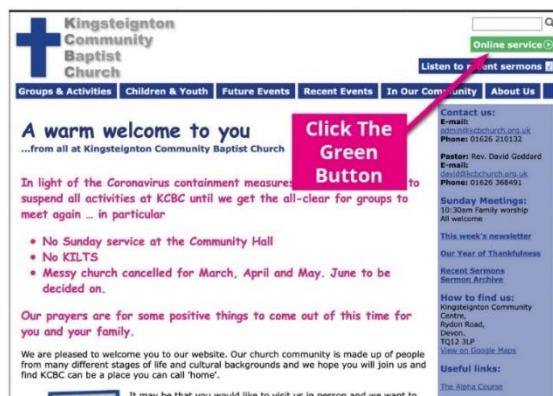 Kingsteignton
Community
Baptist
Church
Online service
Listen to recent sermons
Groups & Activities
Children & Youth
Future Events
Recent Events
In Our Community
About Us
Click The
Green
Button
A warm welcome to you
...from all at Kingsteignton Community Baptist Church
In light of the Coronavirus containment measures to
suspend all activities at KCBC until we get the all-clear for groups to
meet again ... in particular
• No Sunday service at the Community Hall
• No KILTS
• Messy church cancelled for March, April and May. June to be
decided on.
Our prayers are for some positive things to come out of this time for
you and your family.
We are pleased to welcome you to our website. Our church community is made up of people
from many different stages of life and cultural backgrounds and we hope you will join us and
find KCBC can be a place you can call 'home'.
It may be that you would like to visit us in person and we want to
Contact us:
E-mail:
admin@kcbchurch.org.uk
Phone: 01626 210132
Pastor: Rev. David Goddard
E-mail:
david@kcbchurch.org.uk
Phone: 01626 368491
Sunday Meetings:
10:30am Family worship
All welcome
This week's newsletter
Our Year of Thankfulness
Recent Sermons
Sermon Archive
How to find us:
Kingsteignton Community
Centre,
Rydon Road,
Devon.
TQ12 3LP
View on Google Maps
Useful links:
The Alpha Course